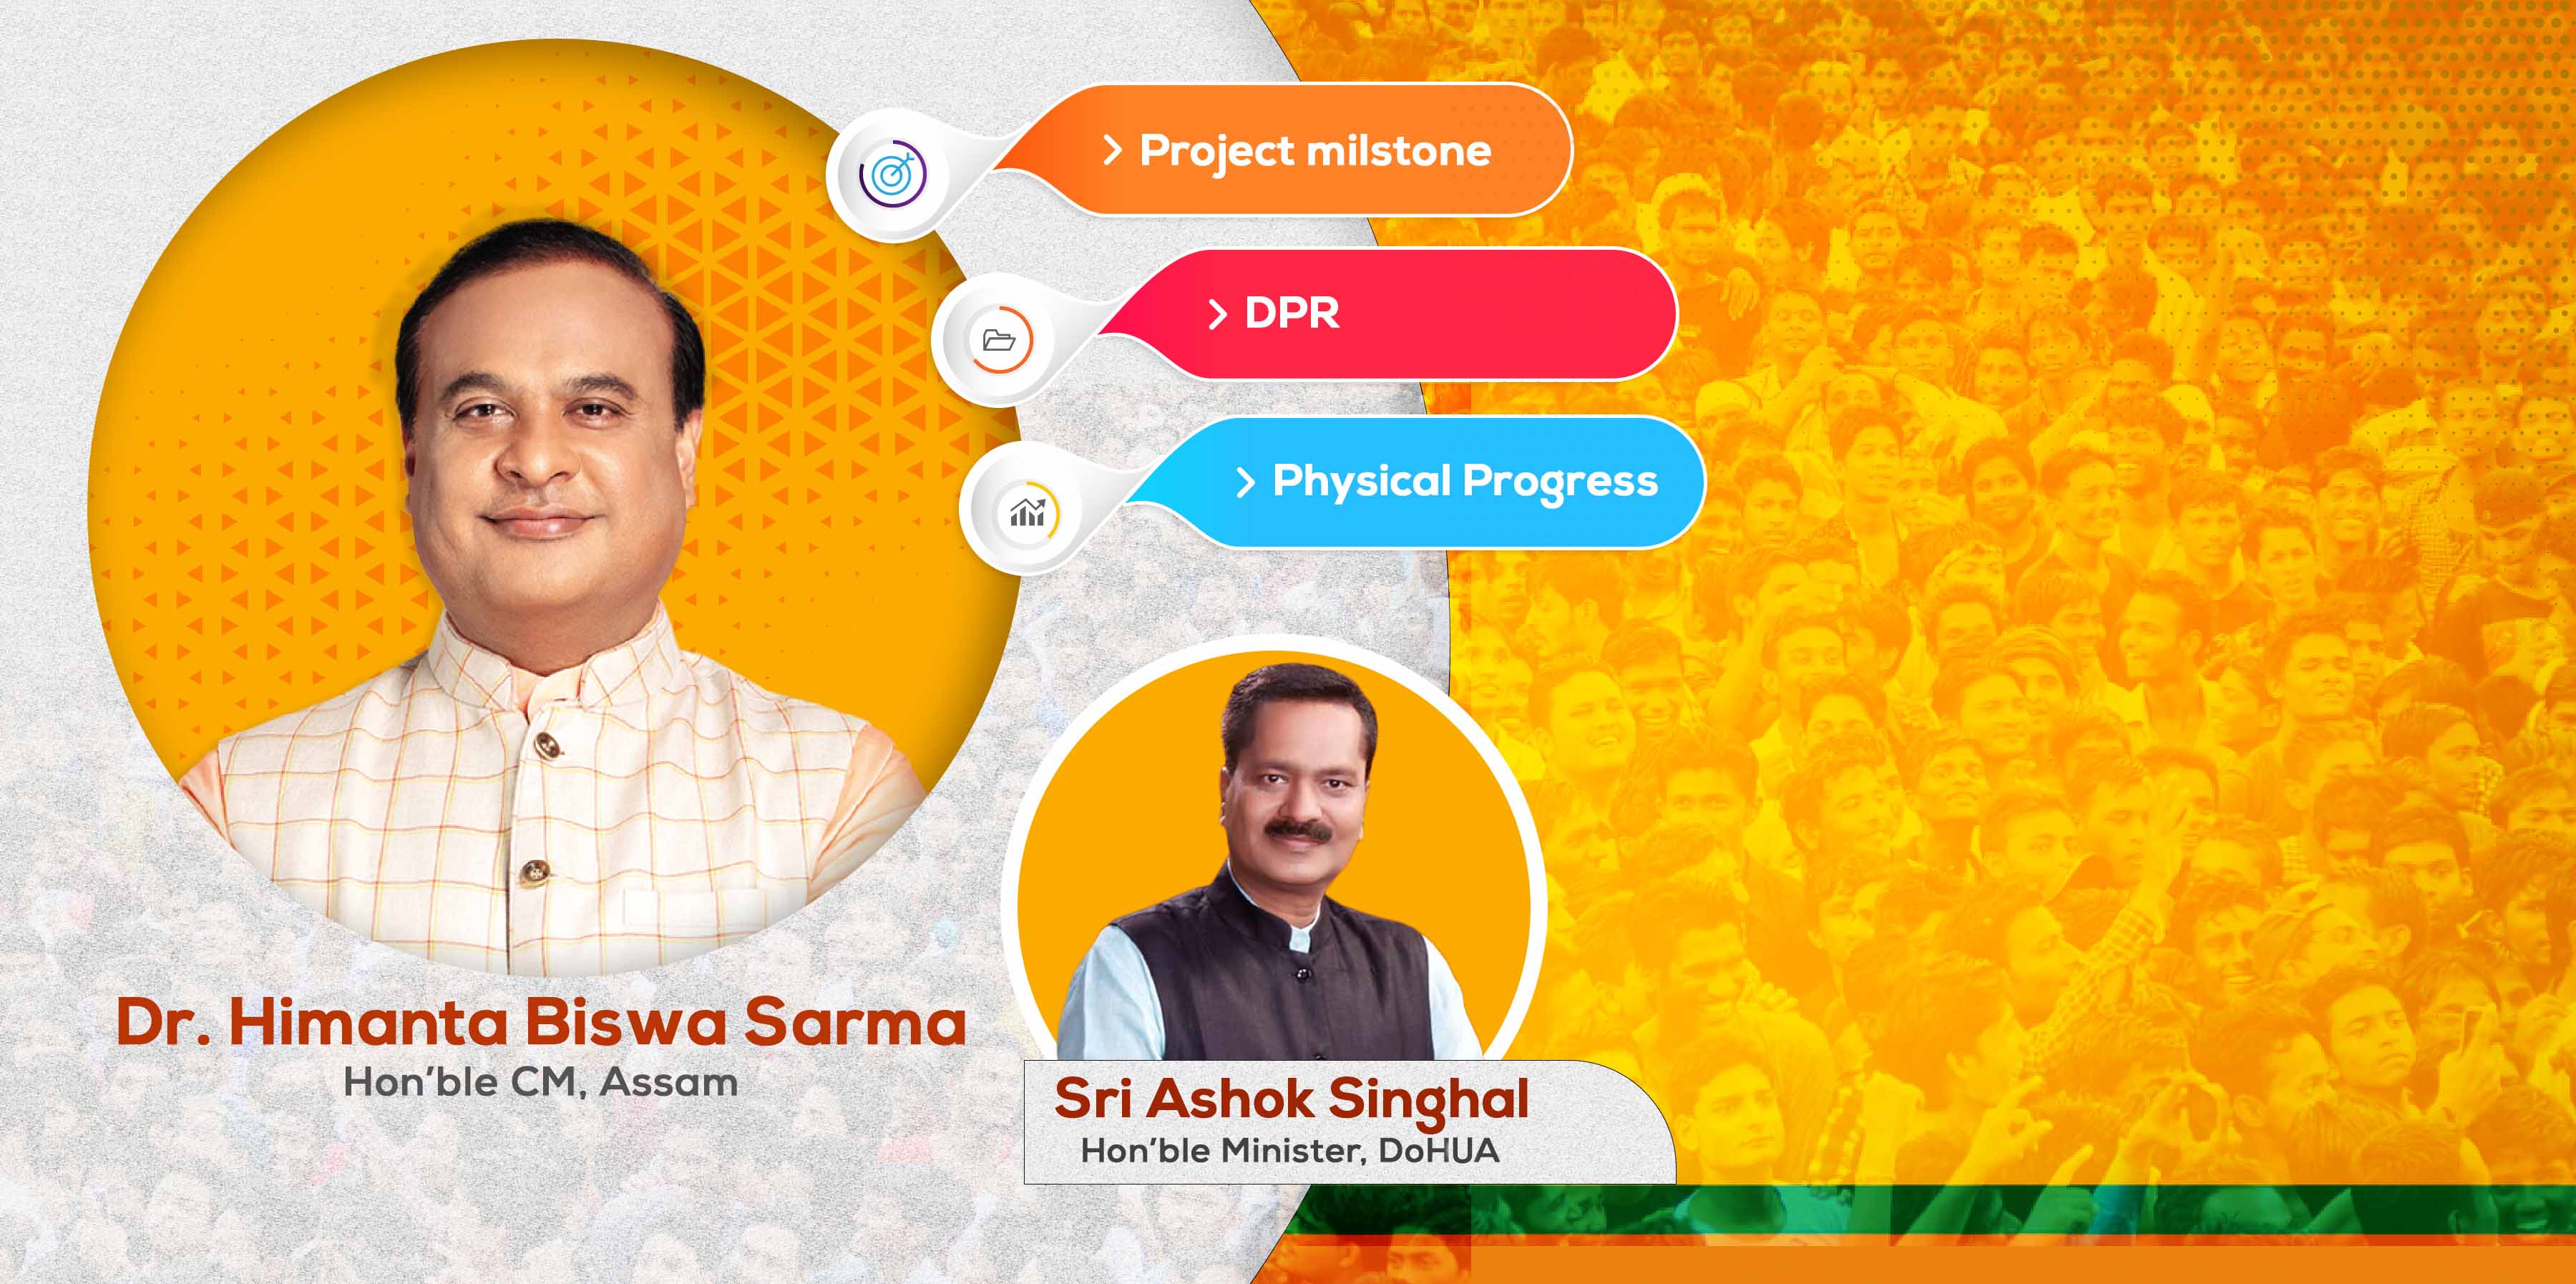 Project milstone
DPR
Physical Progress
Dr. Himanta Biswa Sarma
Hon’ble CM, Assam
Sri Ashok Singhal
Hon’ble Minister, DoHUA